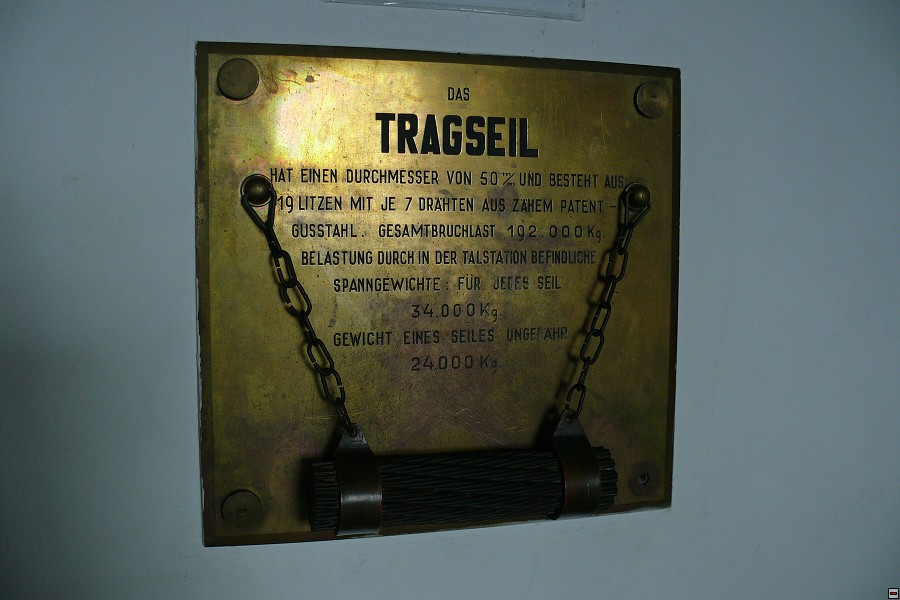 DAS
TRAGSEIL
HAT EINEN DURCHMESSER VON 50 m/m UND BESTEHT AUS
19 LITZEN MIT JE 7 DRÄHTEN AUS ZÄHEM PATENT-
GUSSTAHL. GESAMTBRUCHLAST 192.000 Kg.
BELASTUNG DURCH IN DER TALSTATION BEFINDLICHE
SPANNGEWICHTE: FÜR JEDES SEIL
34.000 Kg.
GEWICHT EINES SEILES UNGEFÄHR
24.000 Kg.